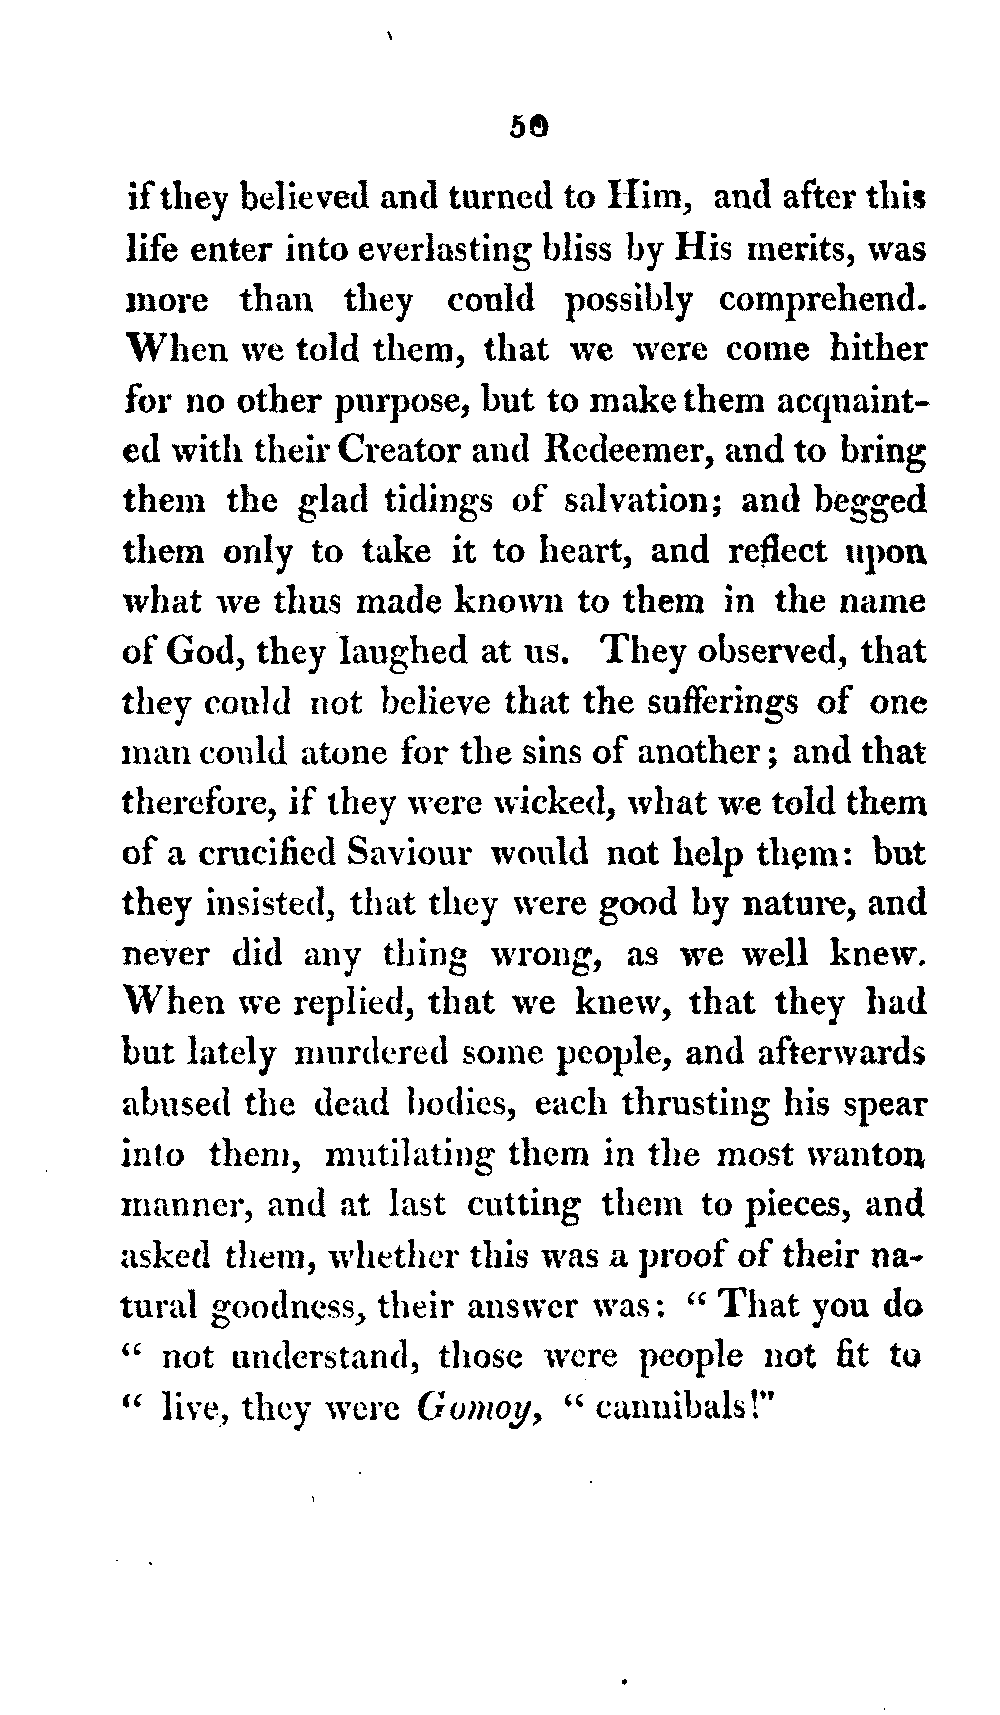 50
if they believed and turned to Him, and after this
life enter into everlasting bliss by His merits, was
more than they could possibly comprehend.
When we told them, that we were come hither
for no other purpose, but to make them acquaint-
ed with their Creator and Redeemer, and to bring
them the glad tidings of salvation; and begged
them only to take it to heart, and reflect upon
what we thus made known to them in the name
of God, they laughed at us. They observed, that
they could not believe that the sufferings of one
man could atone for the sins of another; and that
therefore, if they were wicked, what we told them
of a crucified Saviour would not help them: but
they insisted, that they were good by nature, and
never did any thing wrong, as we well knew.
When we replied, that we knew, that they had
but lately murdered some people, and afterwards
abused the dead bodies, each thrusting his spear
into them, mutilating them in the most wanton
manner, and at last cutting them to pieces, and
asked them, whether this was a proof of their na-
tural goodness, their answer was: “ That you do
“ not understand, those were people not fit to
“ live, they were Gomoy, “ cannibals!”